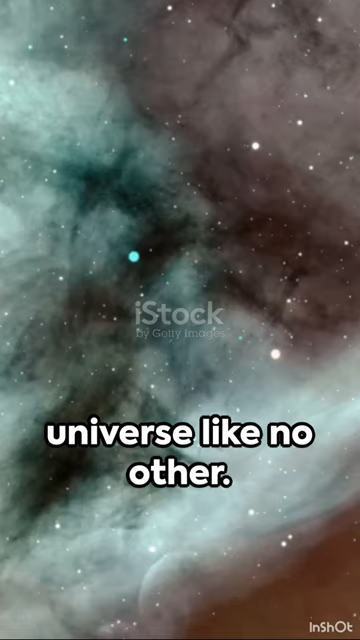 iStock
by Getty Images
universe like no
other.
InShOt